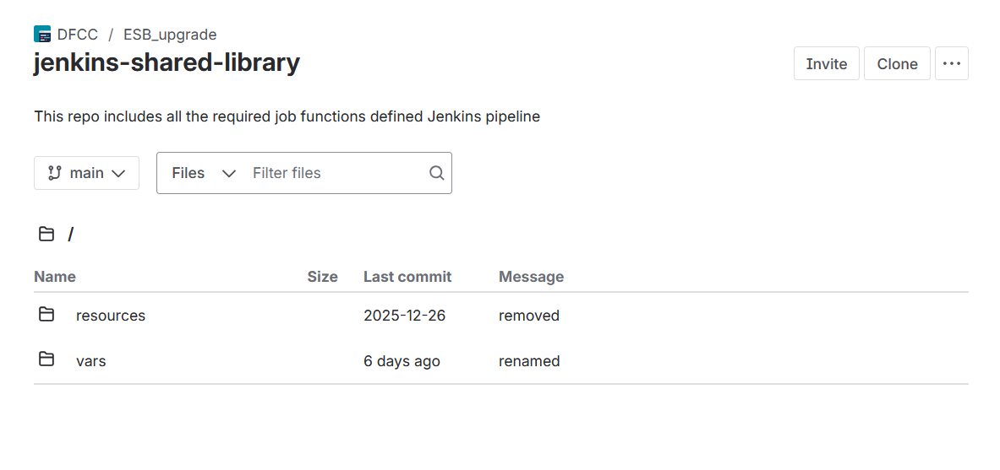 DFCC / ESB_upgrade
jenkins-shared-library
Invite Clone
This repo includes all the required job functions defined Jenkins pipeline
main Files Filter files
/
Name Size Last commit Message
resources 2025-12-26 removed
vars 6 days ago renamed